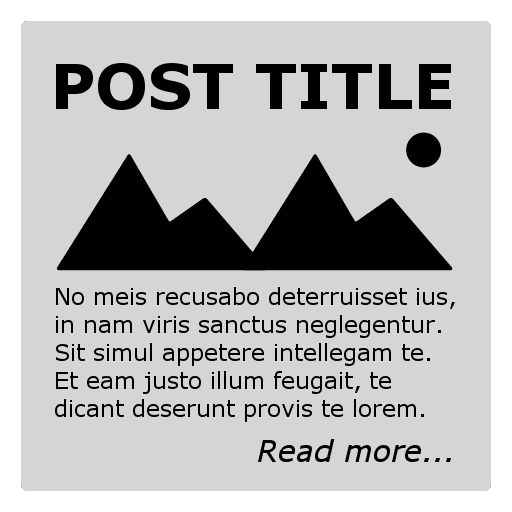 POST TITLE
No meis recusabo deterruisset ius,
in nam viris sanctus neglegentur.
Sit simul appetere intellegam te.
Et eam justo illum feugait, te
dicant deserunt provis te lorem.
Read more...